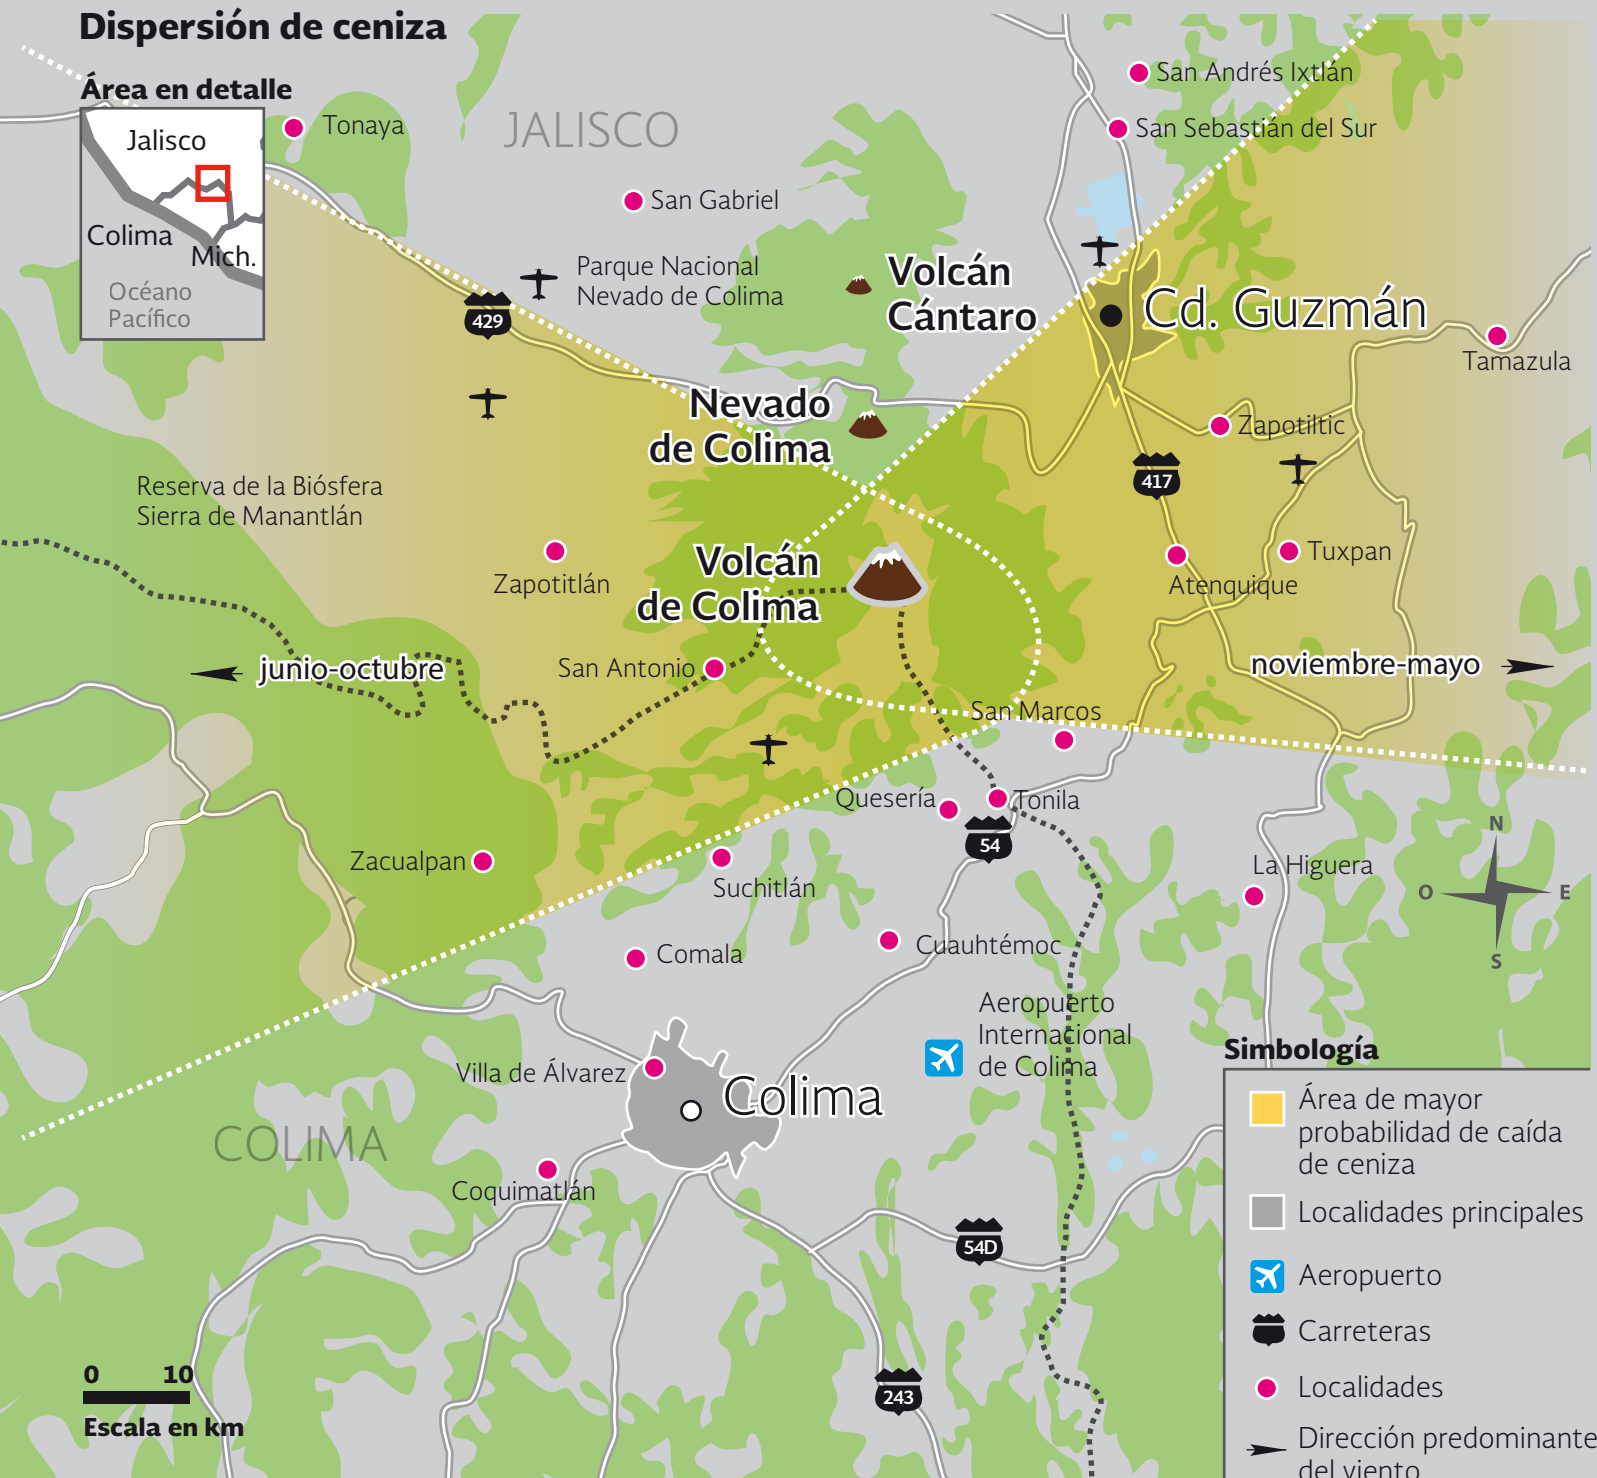 Dispersión de ceniza
Área en detalle
Jalisco
Colima
Mich.
Océano
Pacífico
Tonaya
JALISCO
San Andrés Ixtlán
San Sebastián del Sur
San Gabriel
Parque Nacional
Nevado de Colima
429
Volcán
Cántaro
Cd. Guzmán
Tamazula
Nevado
de Colima
Zapotiltic
417
Reserva de la Biósfera
Sierra de Manantlán
Zapotitlán
Volcán
de Colima
Tuxpan
Atenquique
junio-octubre
San Antonio
noviembre-mayo
San Marcos
Quesería
Tonila
54
Zacualpan
Suchitlán
La Higuera
N
O
E
S
Comala
Cuauhtémoc
Aeropuerto
Internacional
de Colima
Villa de Álvarez
Colima
COLIMA
Coquimatlán
54D
243
0 10
Escala en km
Simbología
Área de mayor
probabilidad de caída
de ceniza
Localidades principales
Aeropuerto
Carreteras
Localidades
Dirección predominante
del viento